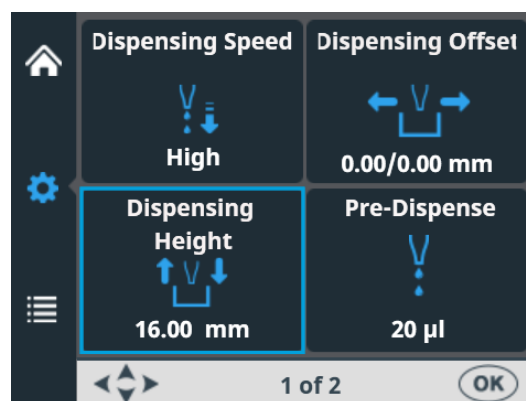 Dispensing Speed
High
Dispensing Offset
0.00/0.00 mm
Dispensing
Height
16.00 mm
Pre-Dispense
20 µl
1 of 2
OK